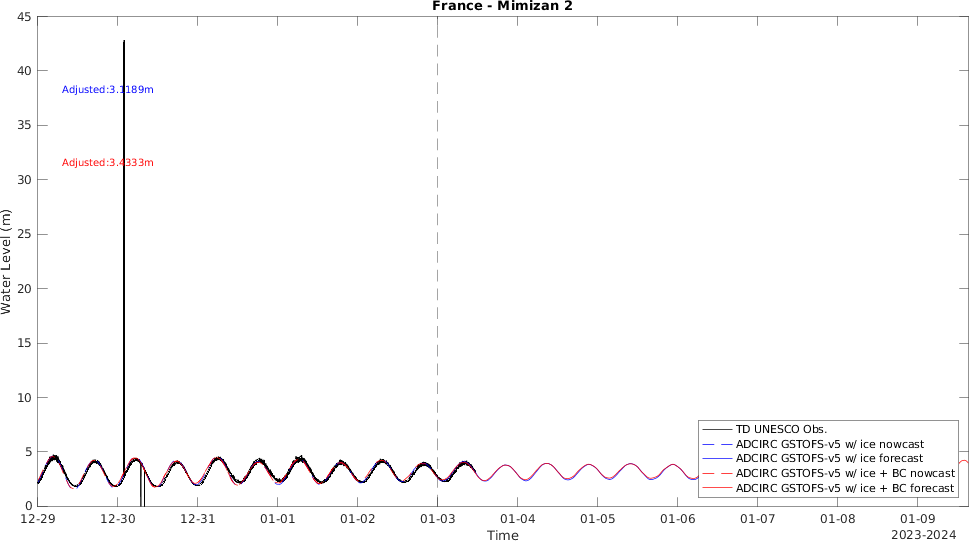 France - Mimizan 2
Water Level (m)
45
40
35
30
25
20
15
10
5
0
Adjusted:3.1189m
Adjusted:3.4333m
TD UNESCO Obs.
ADCIRC GSTOFS-v5 w/ ice nowcast
ADCIRC GSTOFS-v5 w/ ice forecast
ADCIRC GSTOFS-v5 w/ ice + BC nowcast
ADCIRC GSTOFS-v5 w/ ice + BC forecast
12-29 12-30 12-31 01-01 01-02 01-03 01-04 01-05 01-06 01-07 01-08 01-09
Time
2023-2024